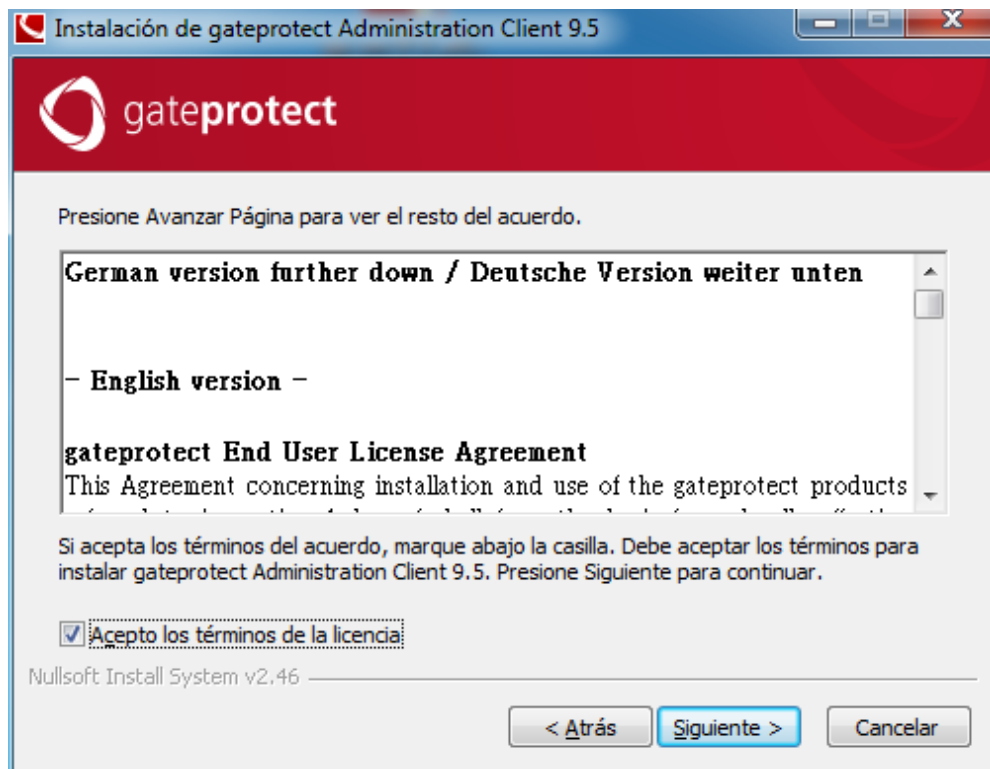 Instalación de gateprotect Administration Client 9.5
gateprotect
Presione Avanzar Página para ver el resto del acuerdo.
German version further down / Deutsche Version weiter unten
- English version -
gateprotect End User License Agreement
This Agreement concerning installation and use of the gateprotect products
Si acepta los términos del acuerdo, marque abajo la casilla. Debe aceptar los términos para
instalar gateprotect Administration Client 9.5. Presione Siguiente para continuar.
Acepto los términos de la licencia
Nullsoft Install System v2.46
< Atrás
Siguiente >
Cancelar